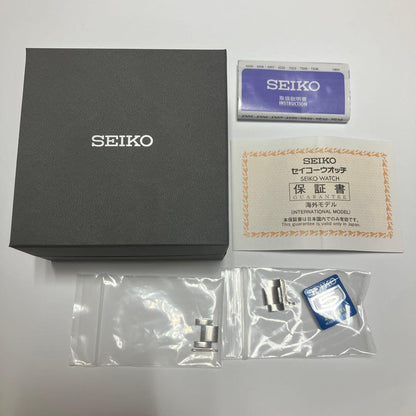 SEIKO
SEIKO
取扱説明書
INSTRUCTION
SEIKO
セイコーウオッチ
SEIKO WATCH
保証書
GUARANTEE
海外モデル
(INTERNATIONAL MODEL)
本保証書は日本国内でのみ有効です。
This guarantee is valid only in Japan.
SEIKO
5